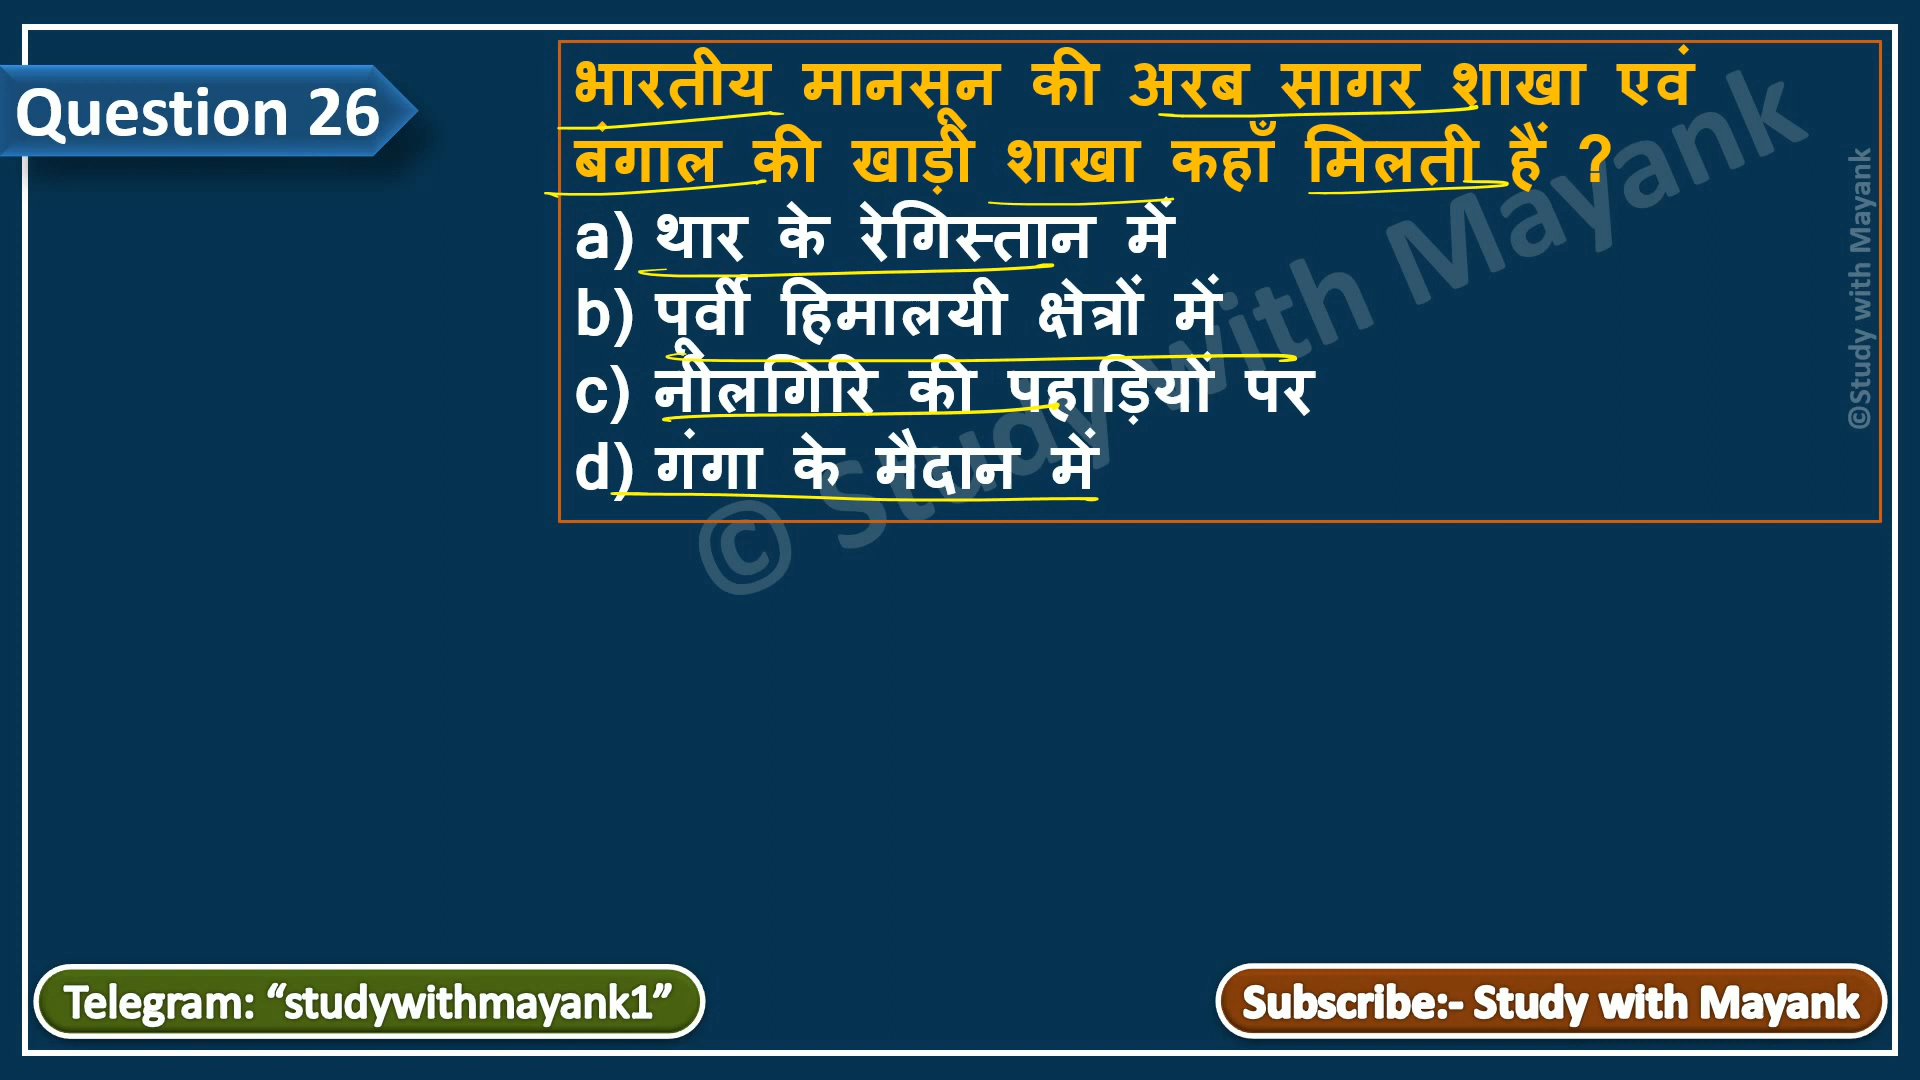 Question 26
भारतीय मानसून की अरब सागर शाखा एवं
बंगाल की खाड़ी शाखा कहाँ मिलती हैं ?
a) थार के रेगिस्तान में
b) पूर्वी हिमालयी क्षेत्रों में
c) नीलगिरि की पहाड़ियों पर
d) गंगा के मैदान में
© Study with Mayank
©Study with Mayank
Telegram: “studywithmayank1”
Subscribe:- Study with Mayank